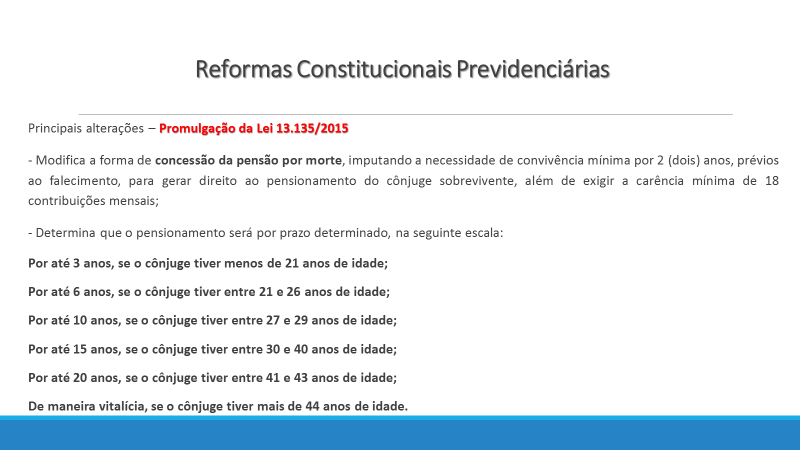 Reformas Constitucionais Previdenciárias
Principais alterações – Promulgação da Lei 13.135/2015
- Modifica a forma de concessão da pensão por morte, imputando a necessidade de convivência mínima por 2 (dois) anos, prévios
ao falecimento, para gerar direito ao pensionamento do cônjuge sobrevivente, além de exigir a carência mínima de 18
contribuições mensais;
- Determina que o pensionamento será por prazo determinado, na seguinte escala:
Por até 3 anos, se o cônjuge tiver menos de 21 anos de idade;
Por até 6 anos, se o cônjuge tiver entre 21 e 26 anos de idade;
Por até 10 anos, se o cônjuge tiver entre 27 e 29 anos de idade;
Por até 15 anos, se o cônjuge tiver entre 30 e 40 anos de idade;
Por até 20 anos, se o cônjuge tiver entre 41 e 43 anos de idade;
De maneira vitalícia, se o cônjuge tiver mais de 44 anos de idade.